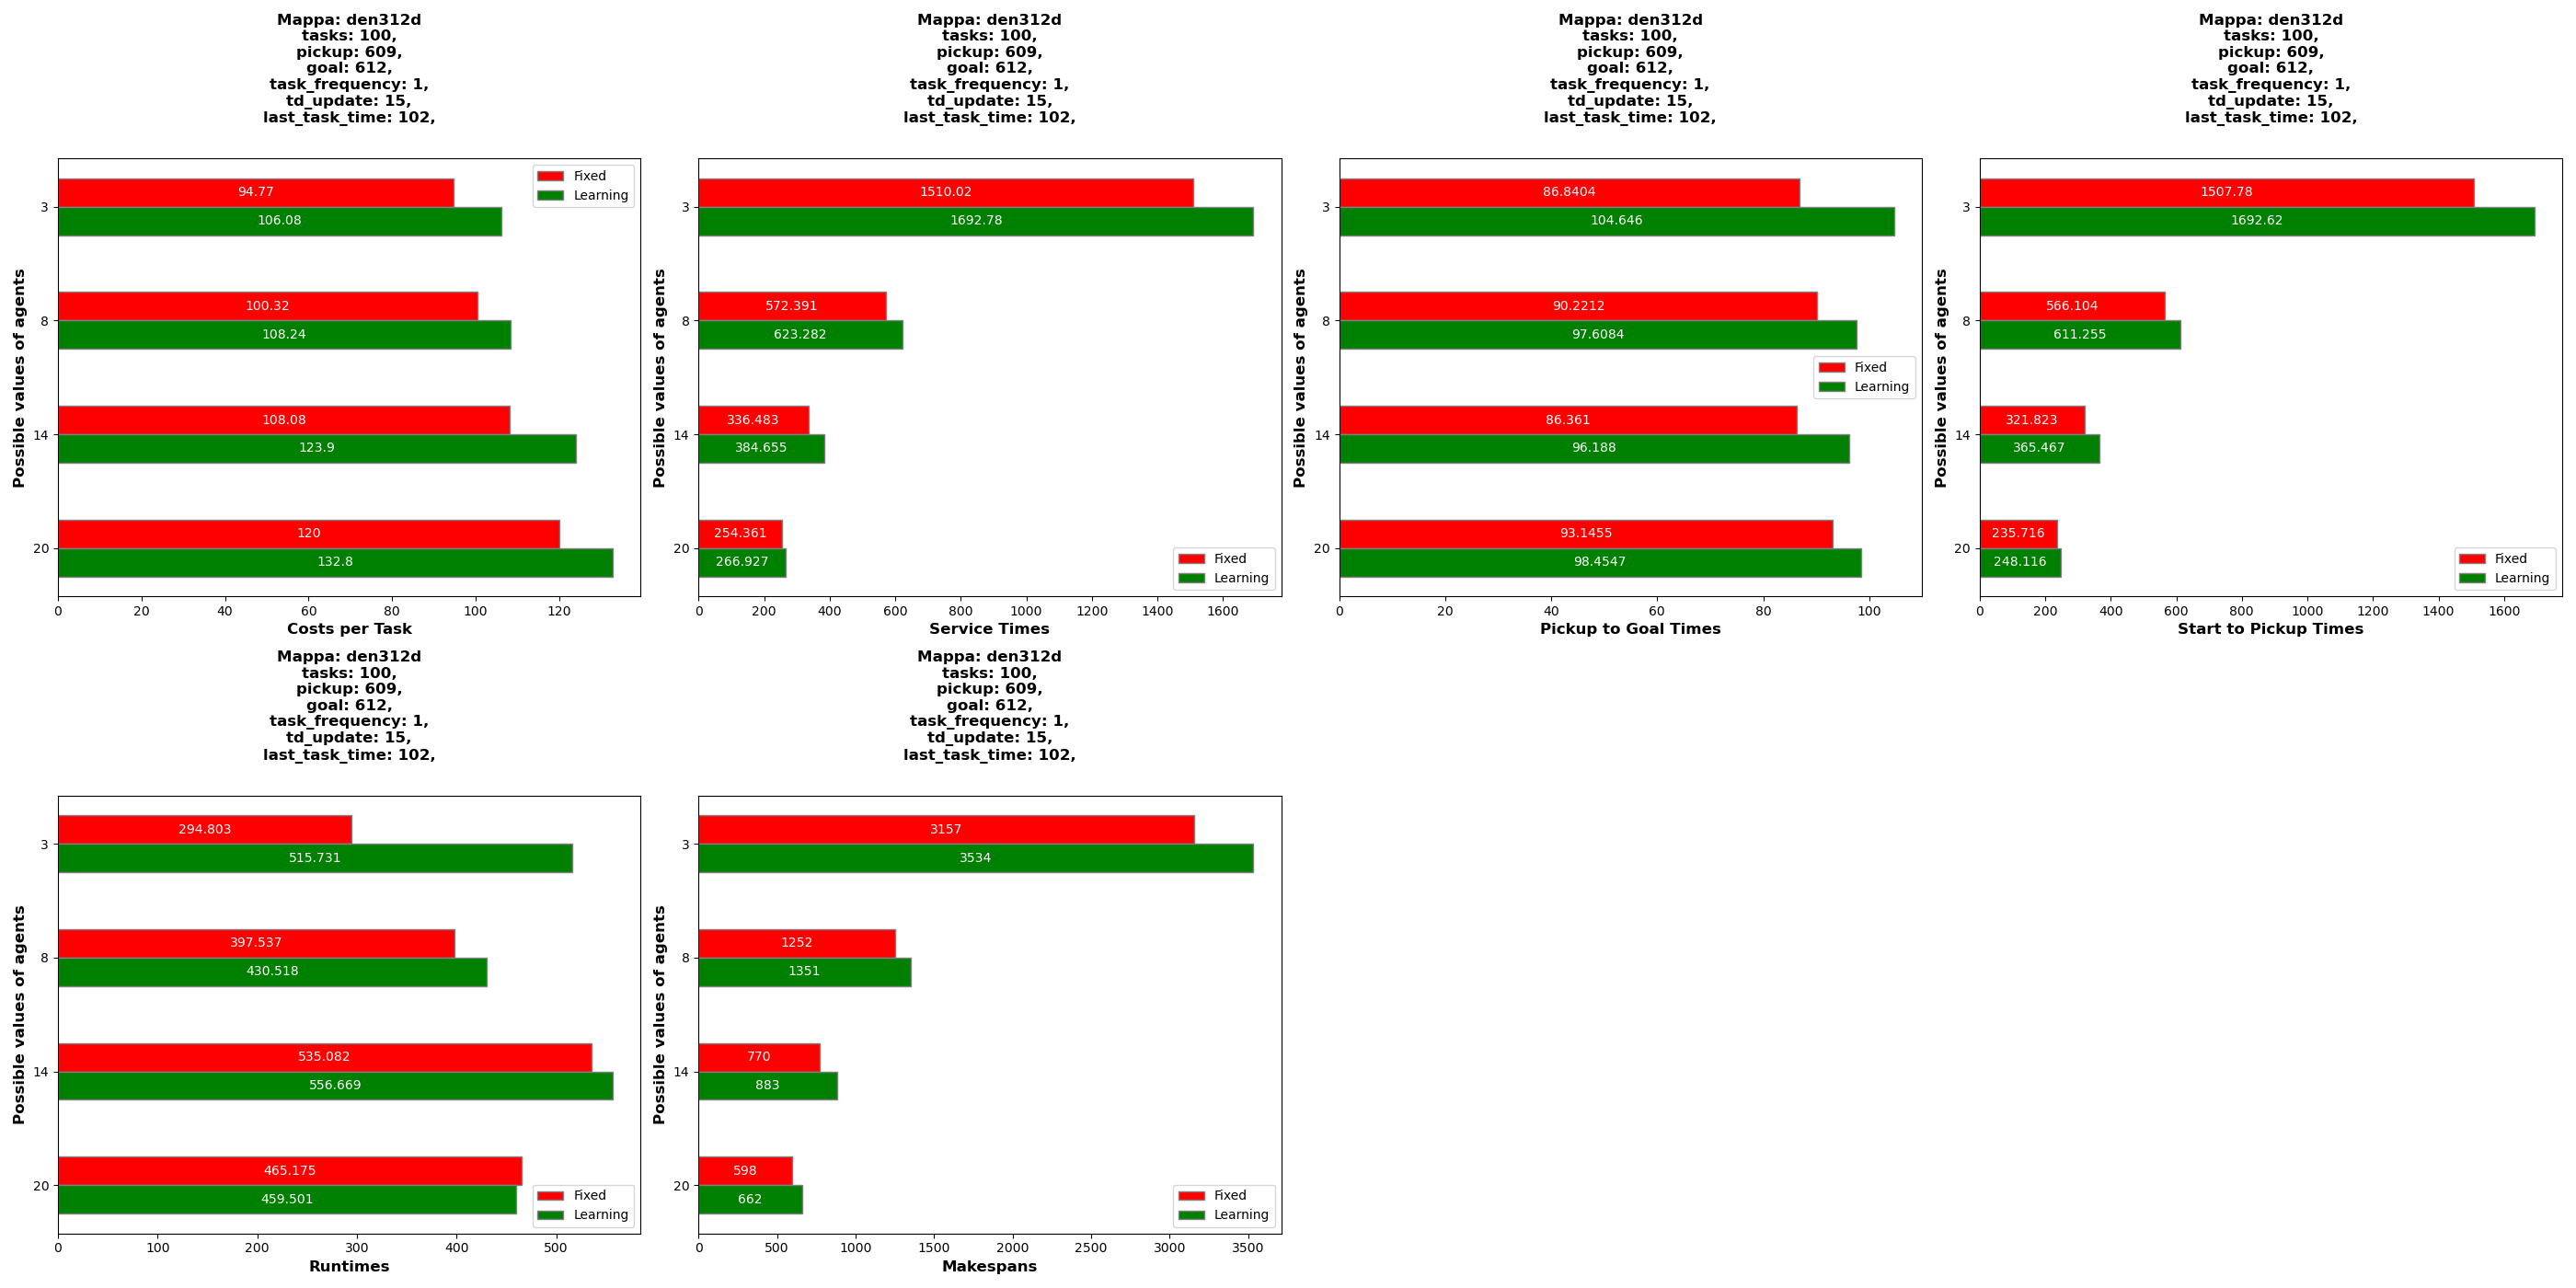 Mappa: den312d
tasks: 100,
pickup: 609,
goal: 612,
task_frequency: 1,
td_update: 15,
last_task_time: 102,
Possible values of agents
3
8
14
20
94.77
106.08
100.32
108.24
108.08
123.9
120
132.8
Fixed
Learning
0 20 40 60 80 100 120
Costs per Task
Mappa: den312d
tasks: 100,
pickup: 609,
goal: 612,
task_frequency: 1,
td_update: 15,
last_task_time: 102,
Possible values of agents
3
8
14
20
1510.02
1692.78
572.391
623.282
336.483
384.655
254.361
266.927
Fixed
Learning
0 200 400 600 800 1000 1200 1400 1600
Service Times
Mappa: den312d
tasks: 100,
pickup: 609,
goal: 612,
task_frequency: 1,
td_update: 15,
last_task_time: 102,
Possible values of agents
3
8
14
20
86.8404
104.646
90.2212
97.6084
Fixed
Learning
86.361
96.188
93.1455
98.4547
0 20 40 60 80 100
Pickup to Goal Times
Mappa: den312d
tasks: 100,
pickup: 609,
goal: 612,
task_frequency: 1,
td_update: 15,
last_task_time: 102,
Possible values of agents
3
8
14
20
1507.78
1692.62
566.104
611.255
321.823
365.467
235.716
248.116
Fixed
Learning
0 200 400 600 800 1000 1200 1400 1600
Start to Pickup Times
Mappa: den312d
tasks: 100,
pickup: 609,
goal: 612,
task_frequency: 1,
td_update: 15,
last_task_time: 102,
Possible values of agents
3
8
14
20
294.803
515.731
397.537
430.518
535.082
556.669
465.175
459.501
Fixed
Learning
0 100 200 300 400 500
Runtimes
Mappa: den312d
tasks: 100,
pickup: 609,
goal: 612,
task_frequency: 1,
td_update: 15,
last_task_time: 102,
Possible values of agents
3
8
14
20
3157
3534
1252
1351
770
883
598
662
Fixed
Learning
0 500 1000 1500 2000 2500 3000 3500
Makespans